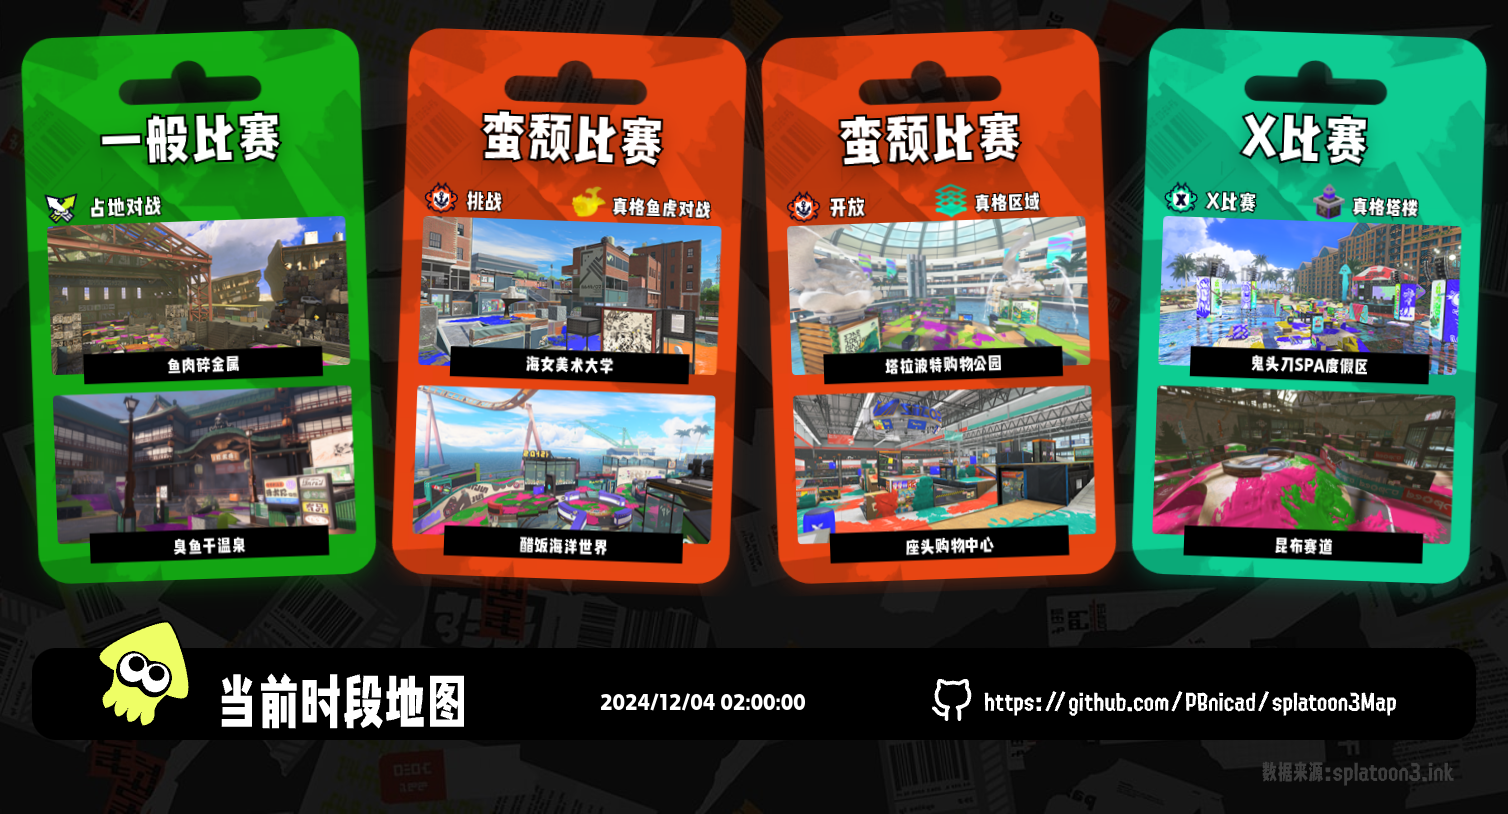 一般比赛
占地对战
鱼肉碎金属
臭鱼干温泉
蛮颓比赛
挑战
真格鱼虎对战
海女美术大学
醋饭海洋世界
蛮颓比赛
开放
真格区域
塔拉波特购物公园
座头购物中心
X比赛
X比赛
真格塔楼
鬼头刀SPA度假区
昆布赛道
当前时段地图
2024/12/04 02:00:00
https://github.com/PBnicad/splatoon3Map
数据来源:splatoon3.ink